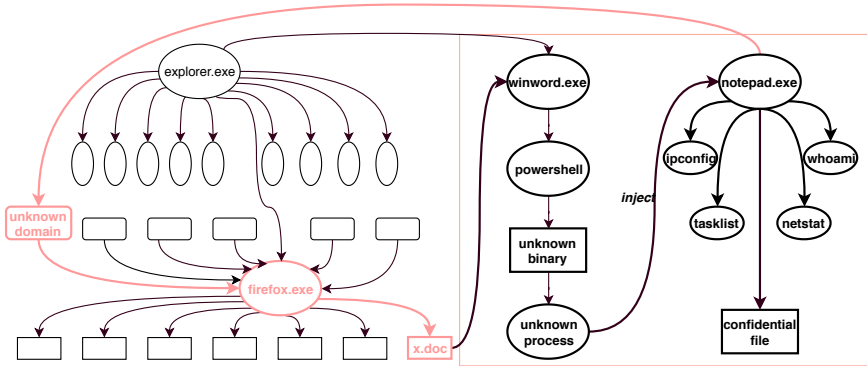 explorer.exe
winword.exe
notepad.exe
ipconfig
whoami
powershell
inject
unknown
domain
tasklist
netstat
unknown
binary
firefox.exe
unknown
process
confidential
file
x.doc